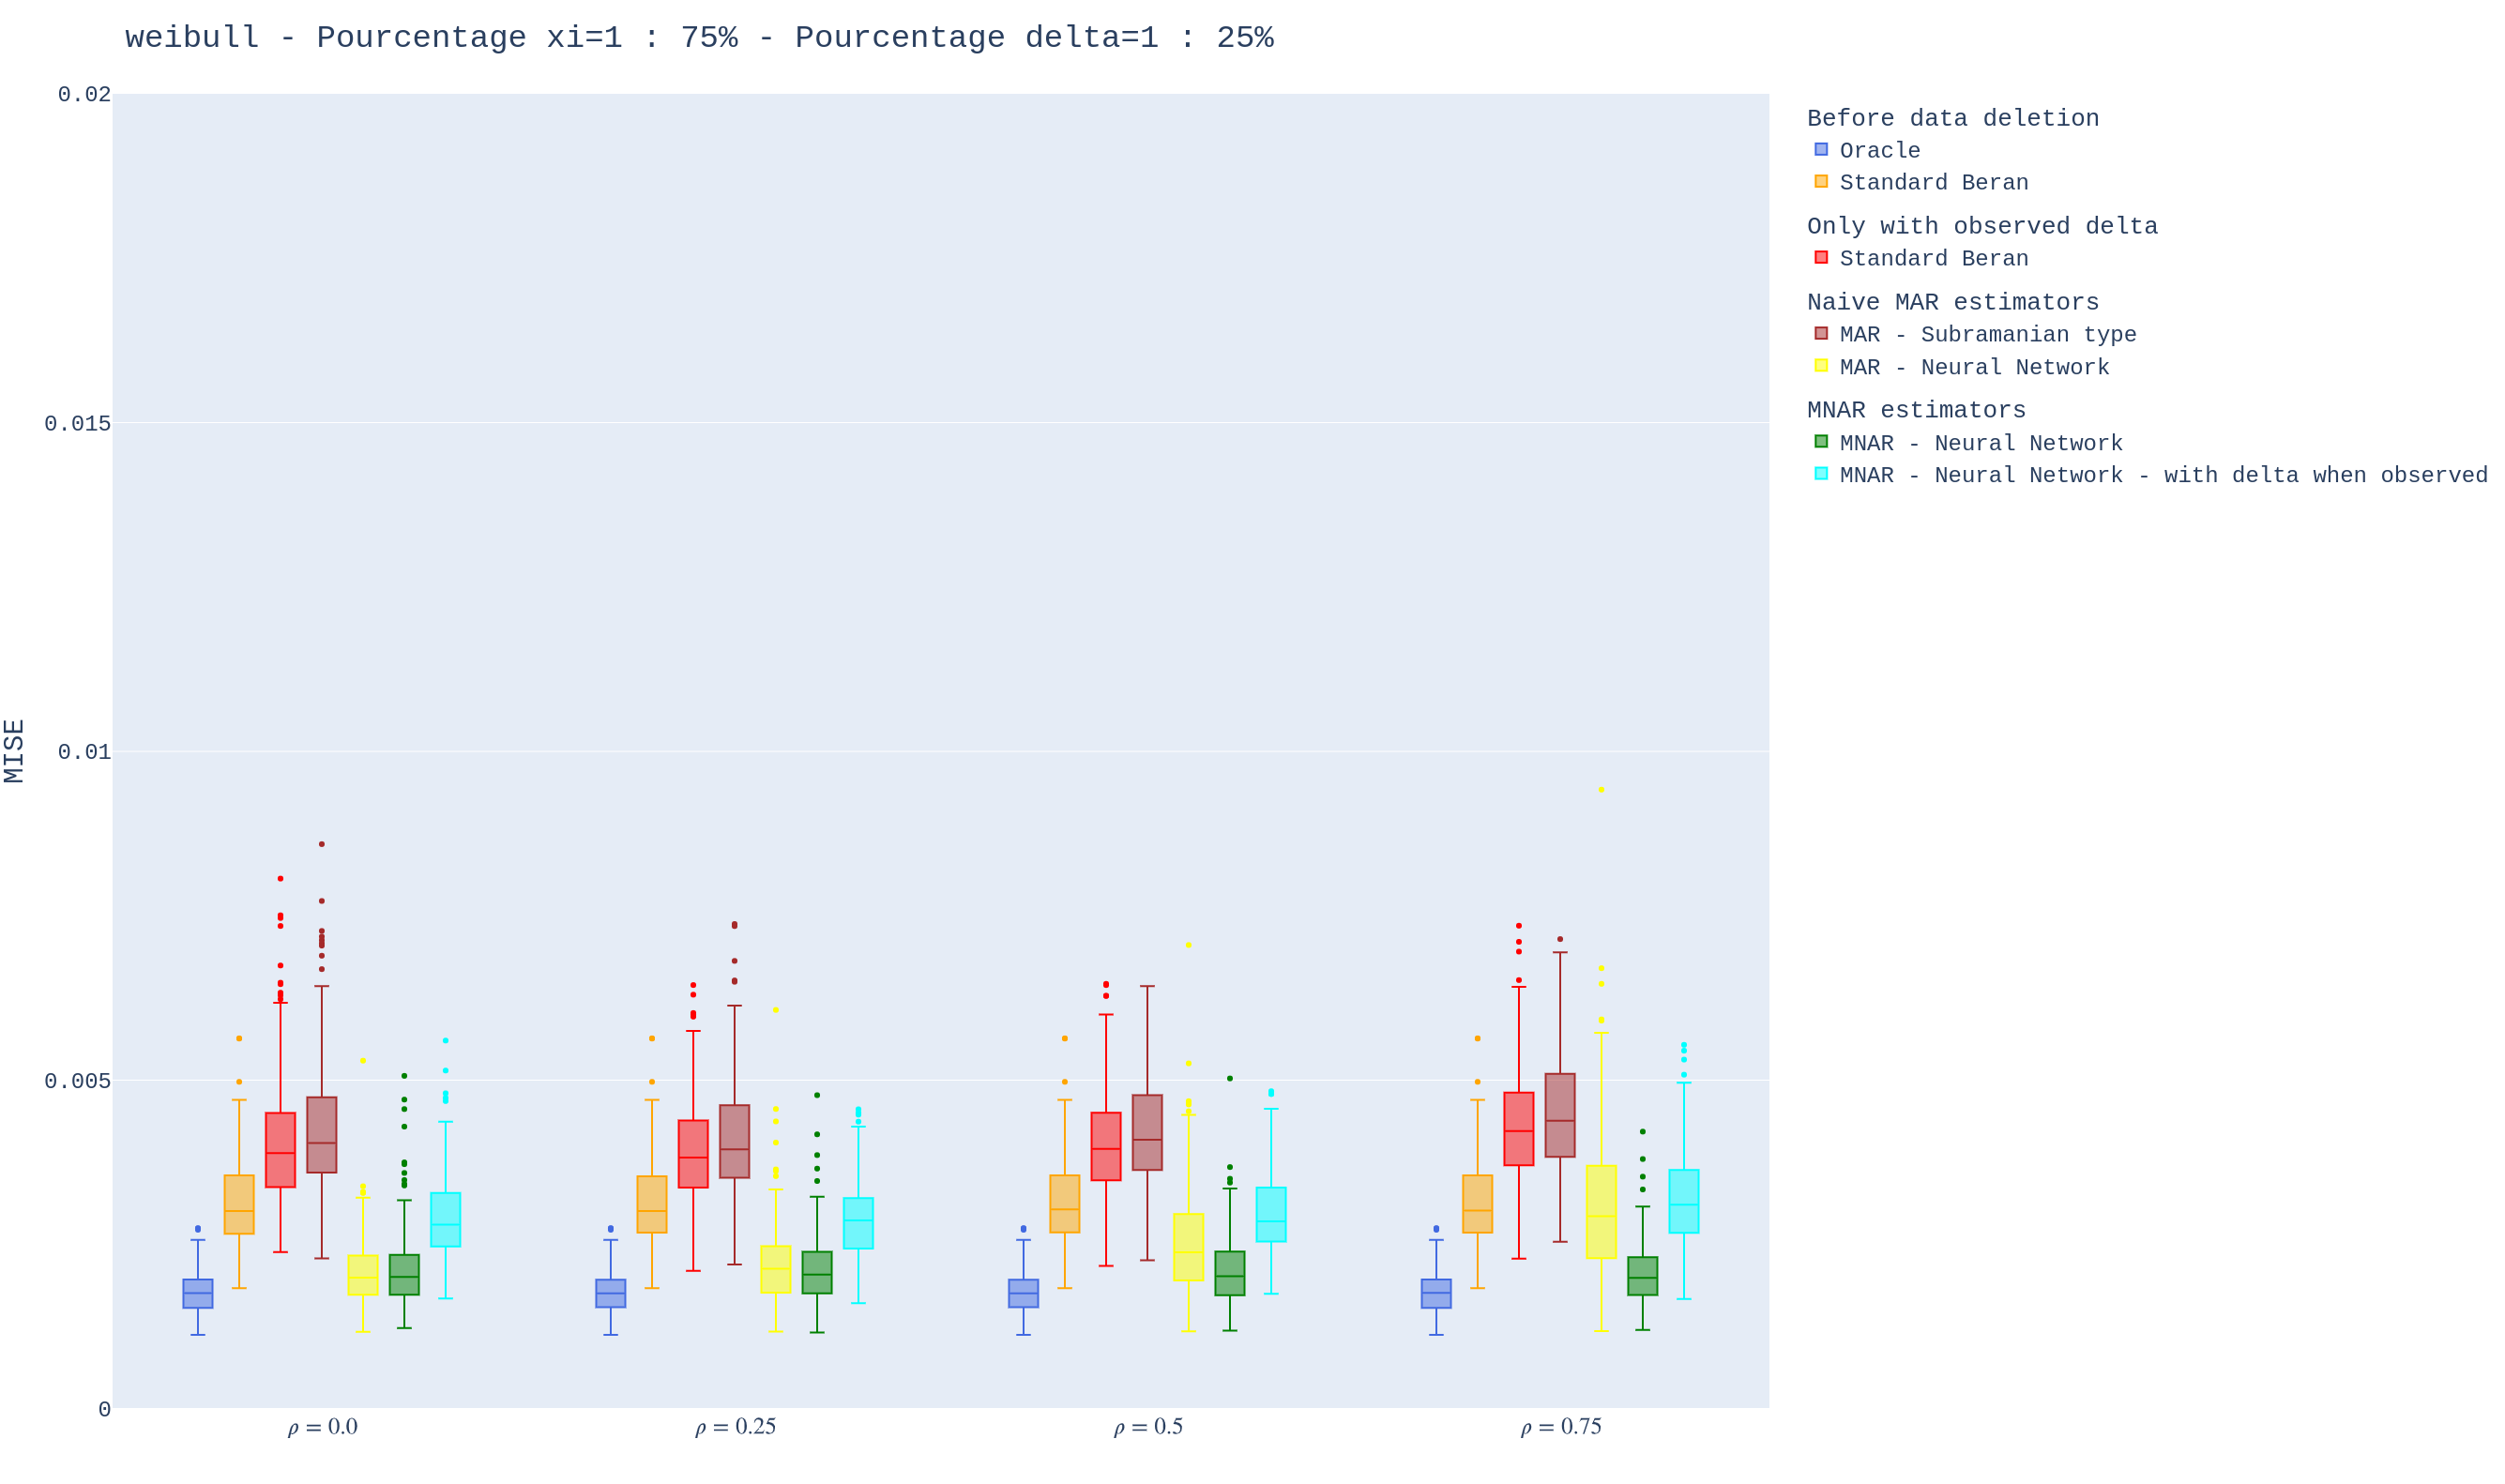 weibull - Pourcentage xi=1 : 75% - Pourcentage delta=1 : 25%
0.02
0.015
0.01
0.005
0
MISE
ρ = 0.0
ρ = 0.25
ρ = 0.5
ρ = 0.75
Before data deletion
Oracle
Standard Beran
Only with observed delta
Standard Beran
Naive MAR estimators
MAR - Subramanian type
MAR - Neural Network
MNAR estimators
MNAR - Neural Network
MNAR - Neural Network - with delta when observed